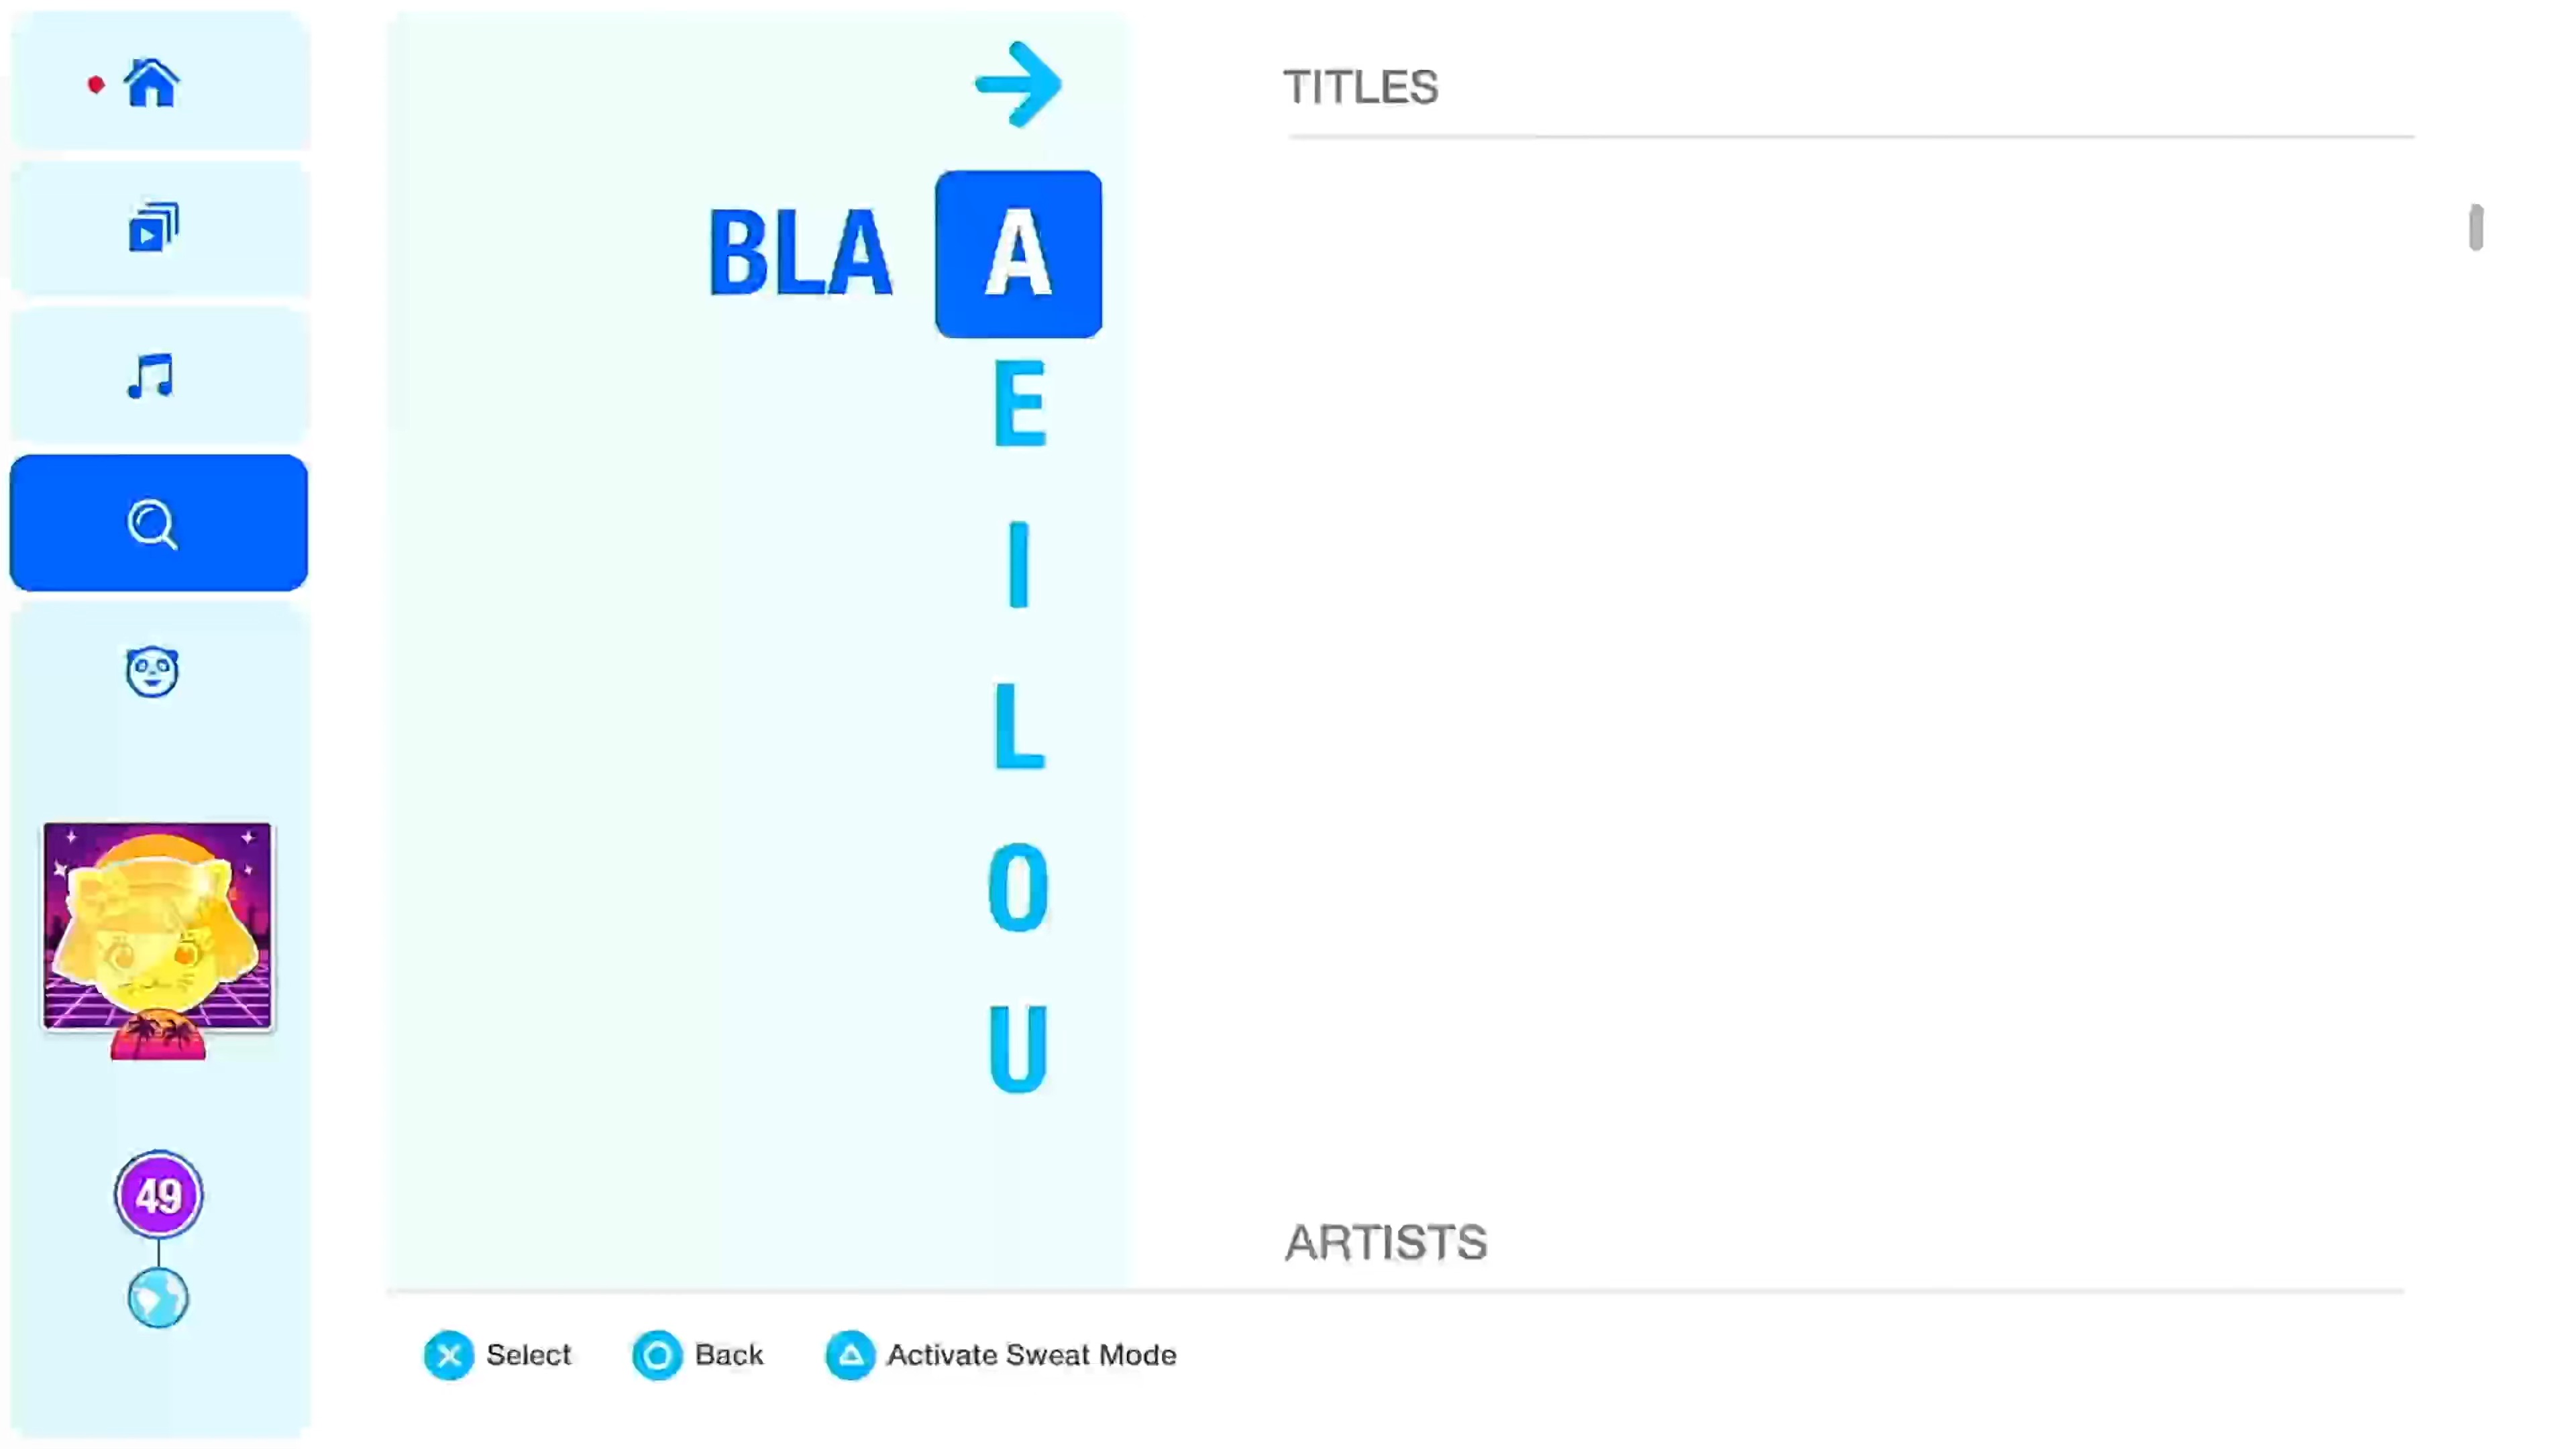 TITLES
BLA A
E
I
L
O
U
49
ARTISTS
Select Back Activate Sweat Mode